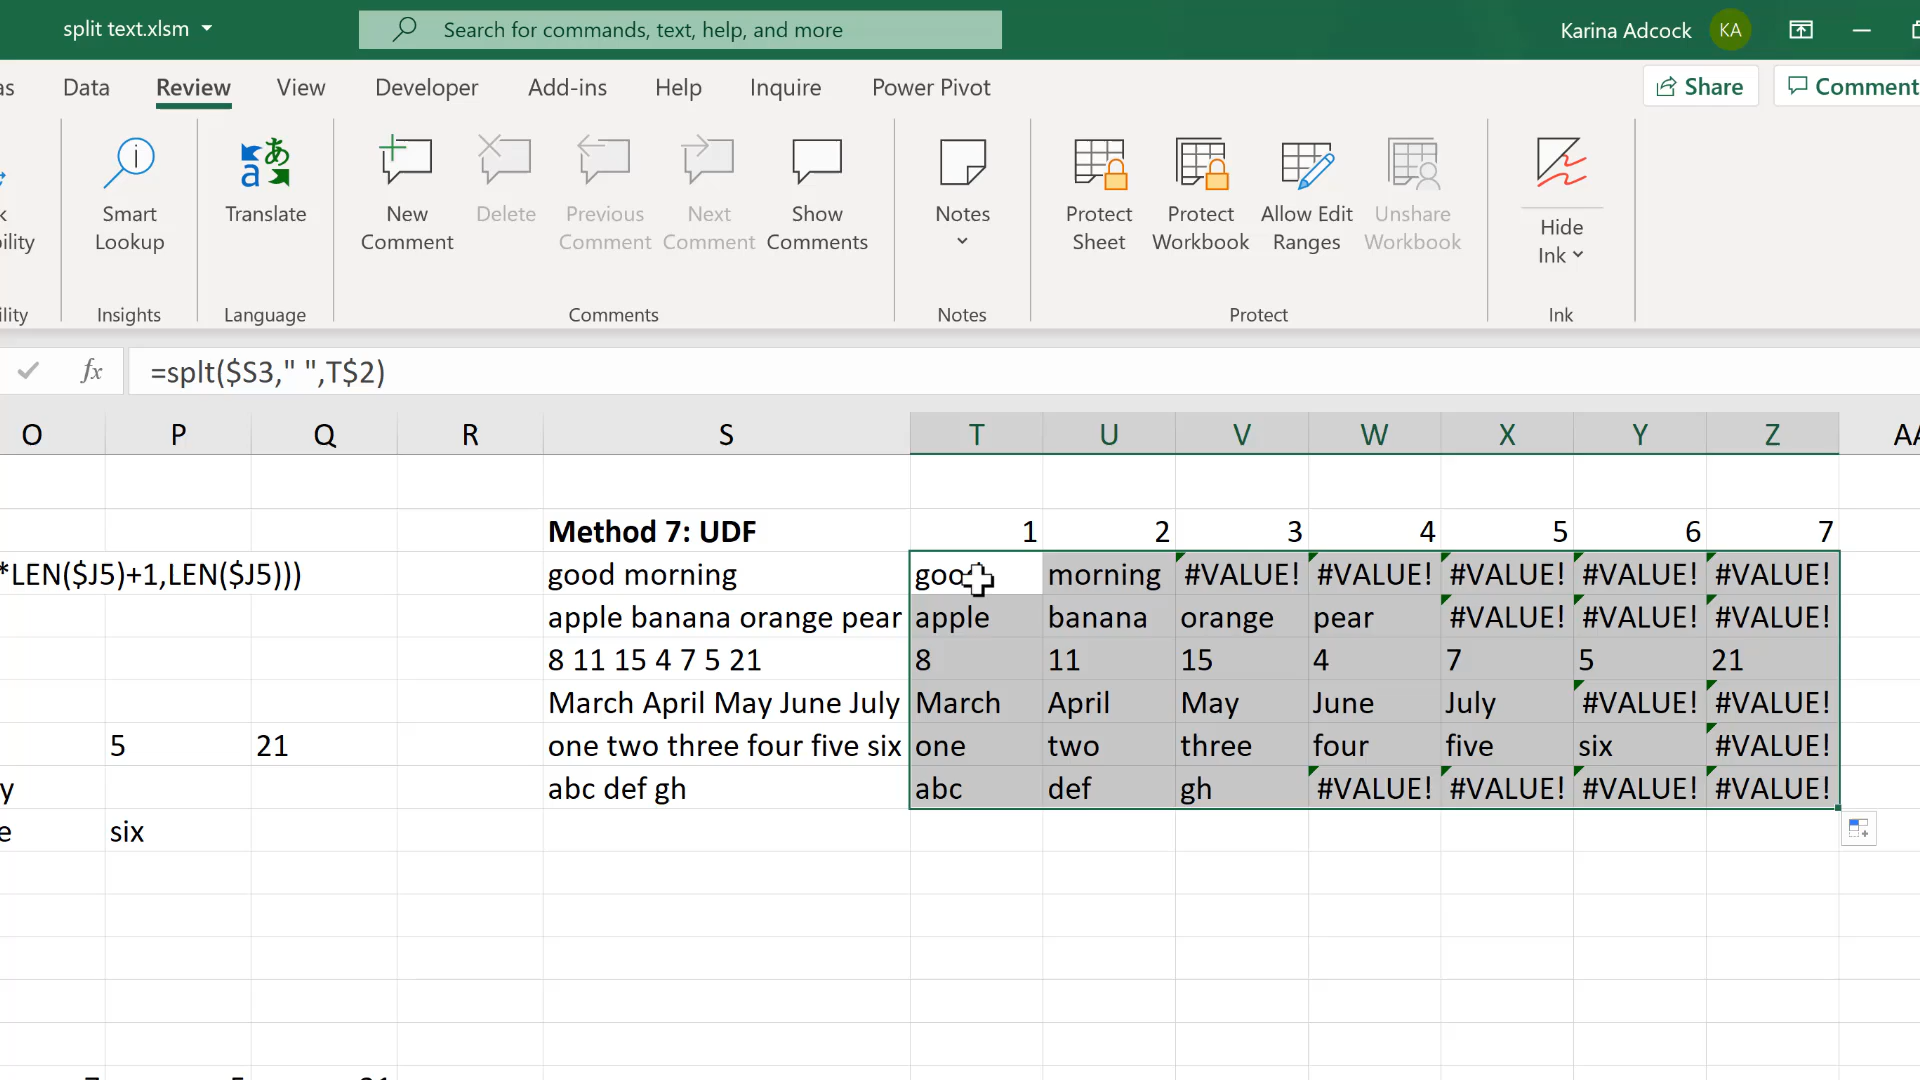 split text.xlsm
Search for commands, text, help, and more
Karina Adcock
KA
as Data Review View Developer Add-ins Help Inquire Power Pivot
Share
Comment
k
ility
Smart
Lookup
Translate
New
Comment
Delete
Previous
Comment
Next
Comment
Show
Comments
Notes
Protect
Sheet
Protect
Workbook
Allow Edit
Ranges
Unshare
Workbook
Hide
Ink
ility Insights Language Comments Notes Protect Ink
fx =splt($S3," ",T$2)
O P Q R S T U V W X Y Z AA
Method 7: UDF 1 2 3 4 5 6 7
*LEN($J5)+1,LEN($J5))) good morning goo morning #VALUE! #VALUE! #VALUE! #VALUE! #VALUE!
apple banana orange pear apple banana orange pear #VALUE! #VALUE! #VALUE!
8 11 15 4 7 5 21 8 11 15 4 7 5 21
March April May June July March April May June July #VALUE! #VALUE!
5 21 one two three four five six one two three four five six #VALUE!
y abc def gh abc def gh #VALUE! #VALUE! #VALUE! #VALUE!
e six